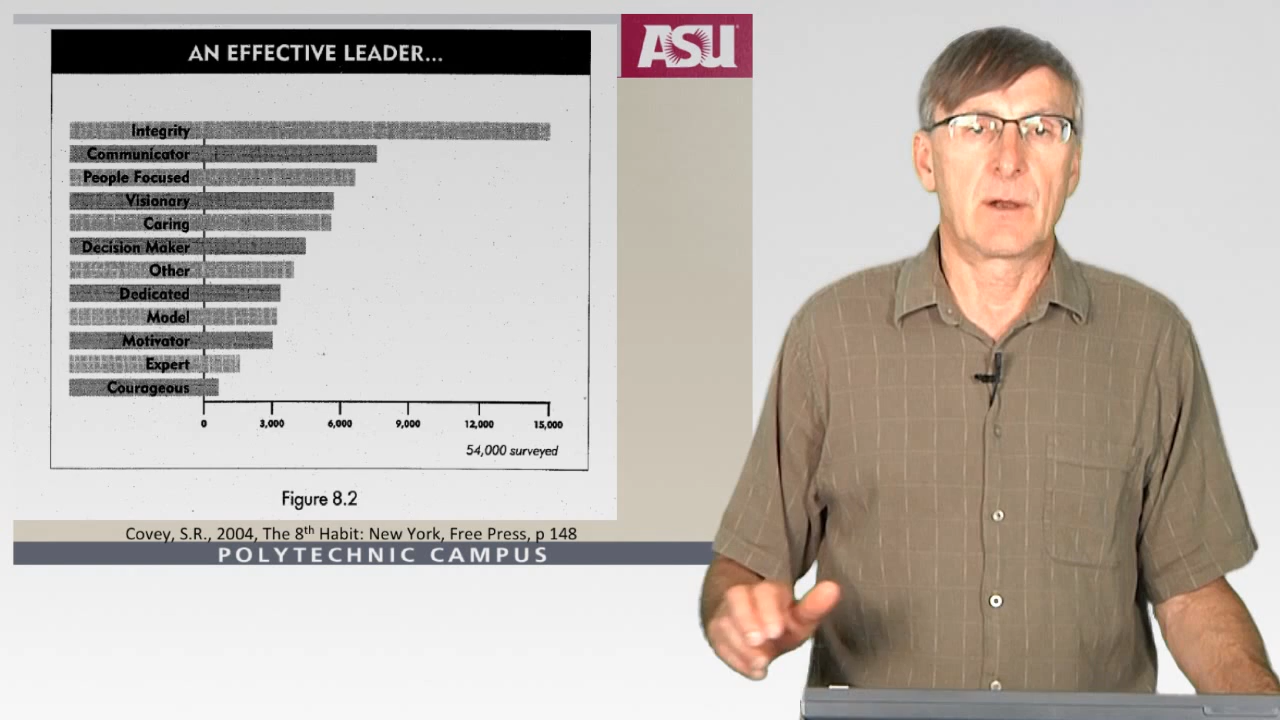 AN EFFECTIVE LEADER...
ASU
Integrity
Communicator
People Focused
Visionary
Caring
Decision Maker
Other
Dedicated
Model
Motivator
Expert
Courageous
0 3,000 6,000 9,000 12,000 15,000
54,000 surveyed
Figure 8.2
Covey, S.R., 2004, The 8th Habit: New York, Free Press, p 148
POLYTECHNIC CAMPUS